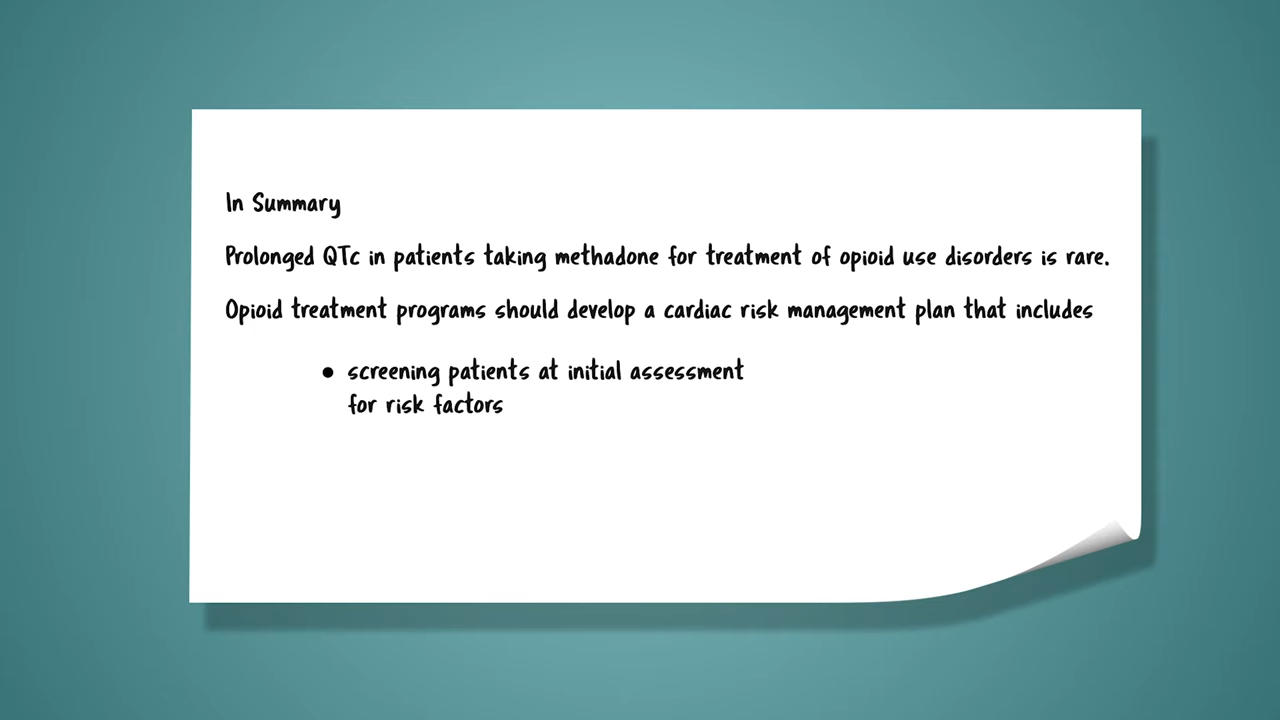 In Summary
Prolonged QTc in patients taking methadone for treatment of opioid use disorders is rare.
Opioid treatment programs should develop a cardiac risk management plan that includes
● screening patients at initial assessment
for risk factors